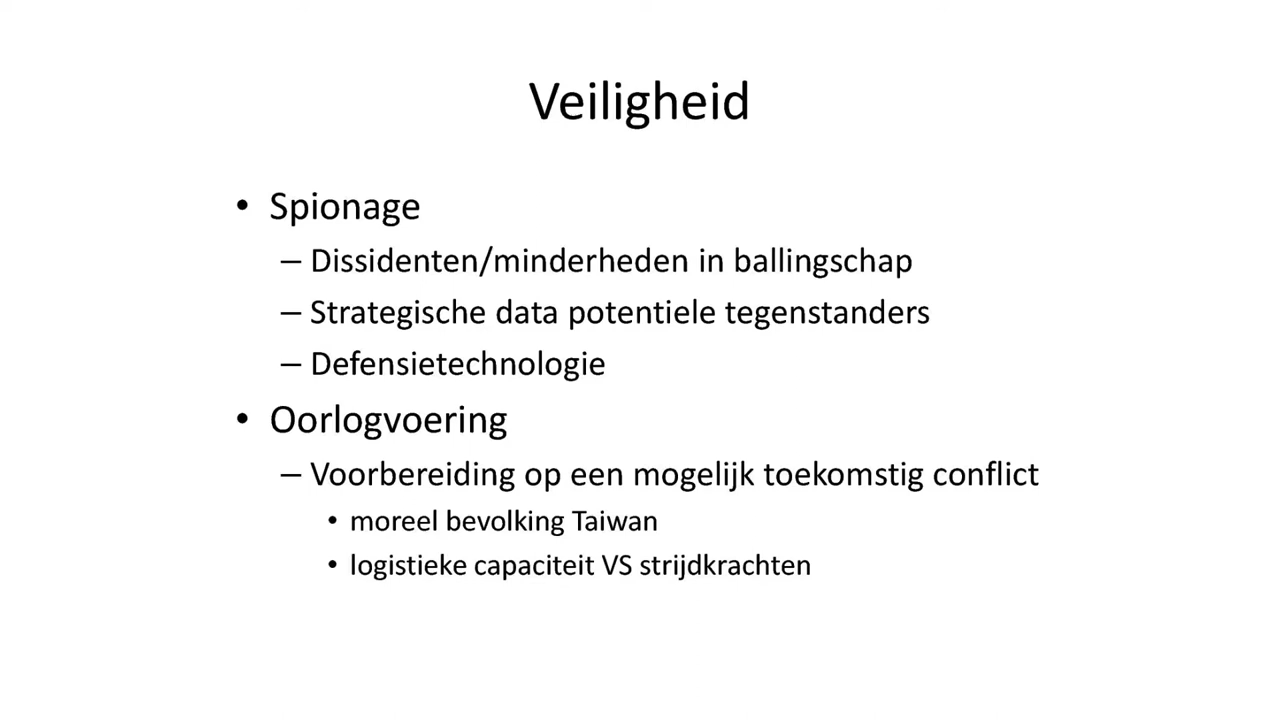 Veiligheid
• Spionage
– Dissidenten/minderheden in ballingschap
– Strategische data potentiele tegenstanders
– Defensietechnologie
• Oorlogvoering
– Voorbereiding op een mogelijk toekomstig conflict
• moreel bevolking Taiwan
• logistieke capaciteit VS strijdkrachten